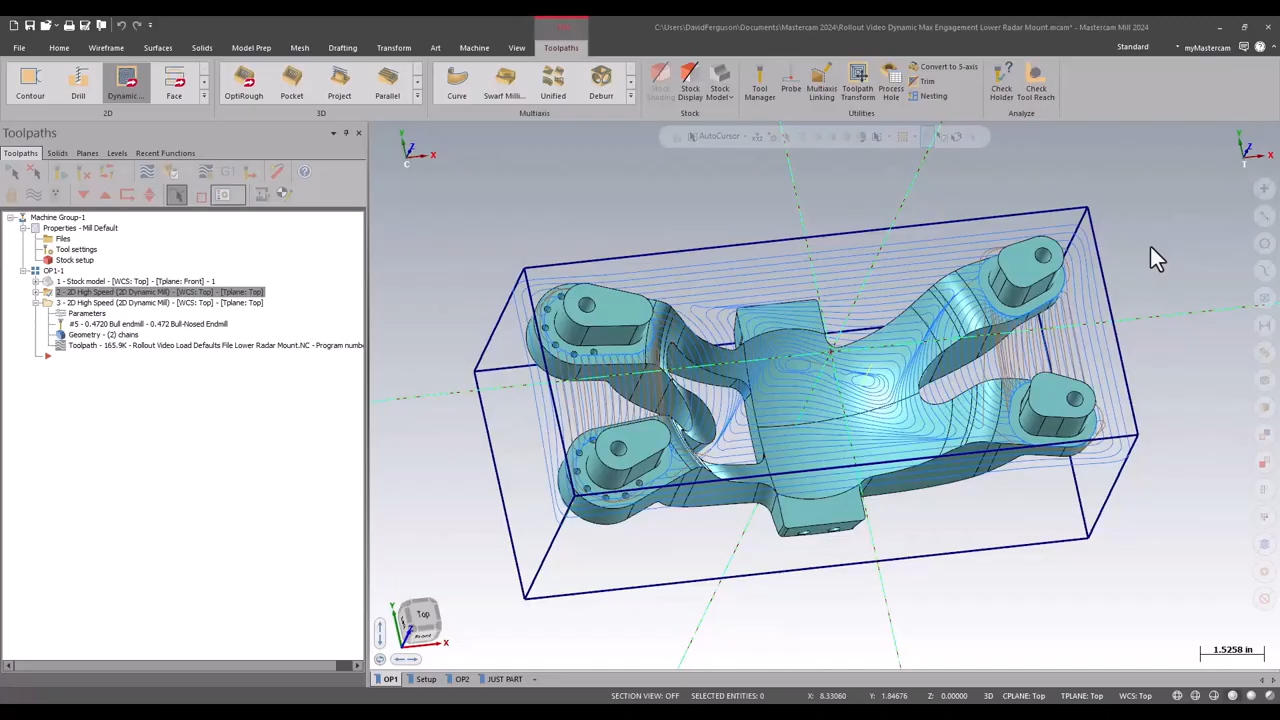 C:\Users\DavidFerguson\Documents\Mastercam 2024\Rollout Video Dynamic Max Engagement Lower Radar Mount.mcam* - Mastercam Mill 2024
File Home Wireframe Surfaces Solids Model Prep Mesh Drafting Transform Art Machine View Toolpaths Standard myMastercam
Contour Drill Dynamic... Face OptiRough Pocket Project Parallel Curve Swarf Milli... Unified Deburr Stock Shading Stock Display Stock Model Tool Manager Probe Multiaxis Linking Toolpath Transform Process Hole Convert to 5-axis Trim Nesting Check Holder Check Tool Reach
2D 3D Multiaxis Stock Utilities Analyze
Toolpaths
AutoCursor
Toolpaths Solids Planes Levels Recent Functions
G1
Machine Group-1
Properties - Mill Default
Files
Tool settings
Stock setup
OP1-1
1 - Stock model - [WCS: Top] - [Tplane: Front] - 1
2 - 2D High Speed (2D Dynamic Mill) - [WCS: Top] - [Tplane: Top]
3 - 2D High Speed (2D Dynamic Mill) - [WCS: Top] - [Tplane: Top]
Parameters
#5 - 0.4720 Bull endmill - 0.472 Bull-Nosed Endmill
Geometry - (2) chains
Toolpath - 165.9K - Rollout Video Load Defaults File Lower Radar Mount.NC - Program numbe
Y Z X C
Y Z X T
Top
Front
Y Z X
1.5258 in
OP1 Setup OP2 JUST PART
SECTION VIEW: OFF SELECTED ENTITIES: 0 X: 8.33060 Y: 1.84676 Z: 0.00000 3D CPLANE: Top TPLANE: Top WCS: Top